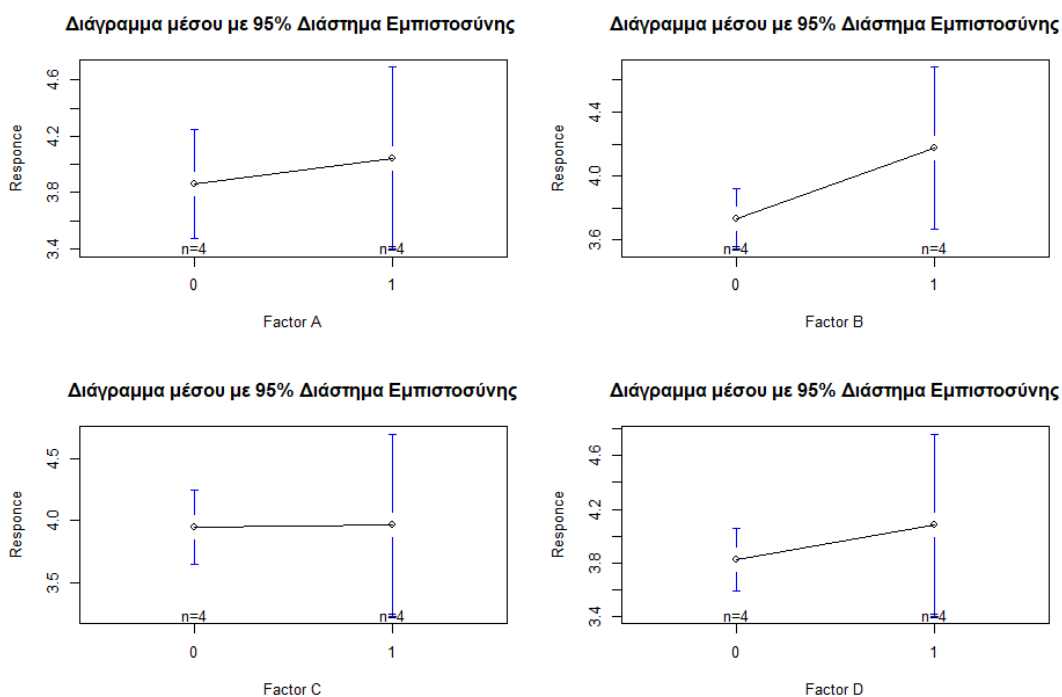 Διάγραμμα μέσου με 95% Διάστημα Εμπιστοσύνης
Responce
4.6
4.2
3.8
3.4
n=4
n=4
0
1
Factor A
Διάγραμμα μέσου με 95% Διάστημα Εμπιστοσύνης
Responce
4.4
4.0
3.6
n=4
n=4
0
1
Factor B
Διάγραμμα μέσου με 95% Διάστημα Εμπιστοσύνης
Responce
4.5
4.0
3.5
n=4
n=4
0
1
Factor C
Διάγραμμα μέσου με 95% Διάστημα Εμπιστοσύνης
Responce
4.6
4.2
3.8
3.4
n=4
n=4
0
1
Factor D